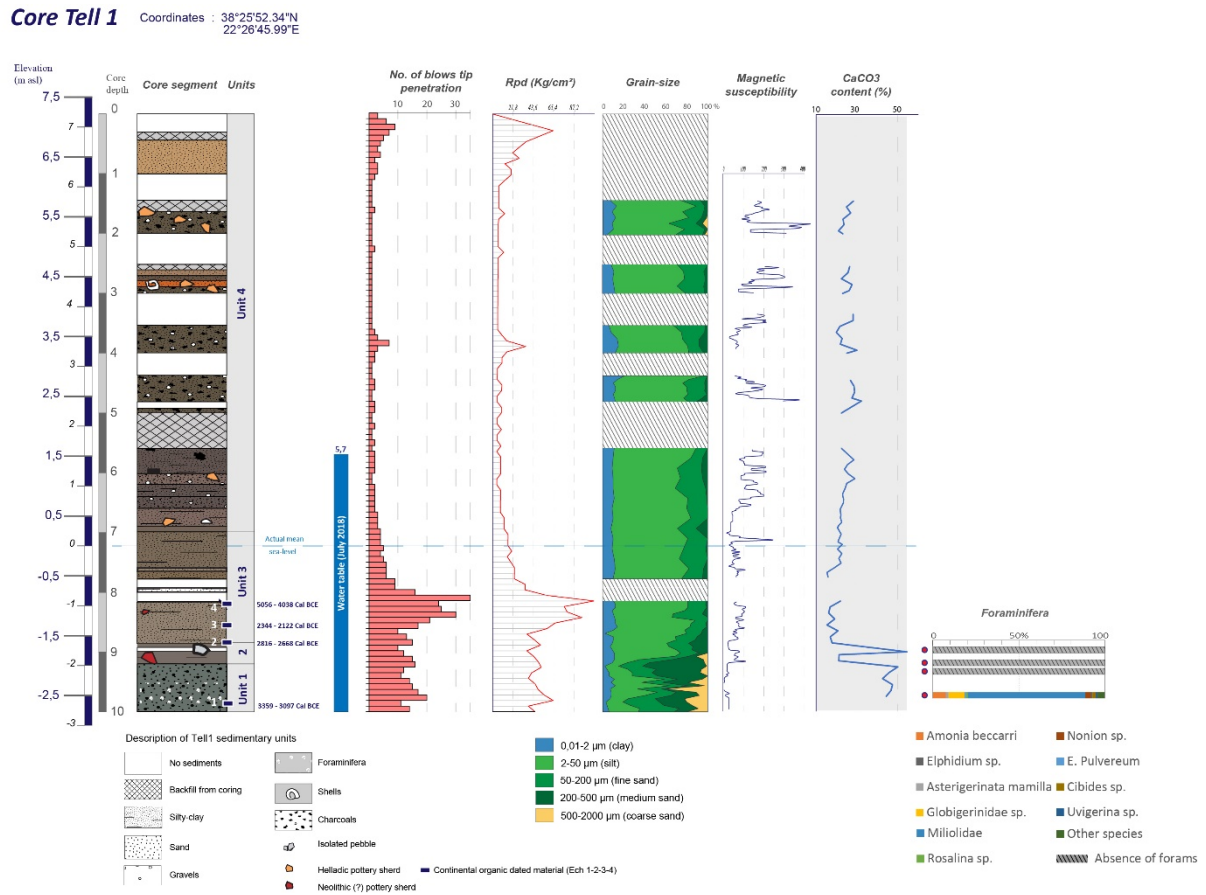 Core Tell 1
Coordinates : 38°25'52.34"N
22°26'45.99"E
Elevation
(m asl)
Core
depth
Core segment
Units
No. of blows tip
penetration
Rpd (Kg/cm²)
Grain-size
Magnetic
susceptibility
CaCO3
content (%)
10 20 30
0 20 40 60 80 100 %
10 30 50
7,5
7
6,5
6
5,5
5
4,5
4
3,5
3
2,5
2
1,5
1
0,5
0
-0,5
-1
-1,5
-2
-2,5
-3
0
1
2
3
4
5
6
7
8
9
10
Unit 4
Unit 3
2
Unit 1
4
3
2
1
5,7
Water table (July 2018)
Actual mean
sea-level
5056 - 4038 Cal BCE
2344 - 2122 Cal BCE
2816 - 2668 Cal BCE
3359 - 3097 Cal BCE
Foraminifera
0 50% 100
Description of Tell1 sedimentary units
No sediments
Backfill from coring
Silty-clay
Sand
Gravels
Foraminifera
Shells
Charcoals
Isolated pebble
Helladic pottery sherd
Neolithic (?) pottery sherd
Continental organic dated material (Ech 1-2-3-4)
0,01-2 µm (clay)
2-50 µm (silt)
50-200 µm (fine sand)
200-500 µm (medium sand)
500-2000 µm (coarse sand)
Amonia beccarri
Elphidium sp.
Asterigerinata mamilla
Globigerinidae sp.
Miliolidae
Rosalina sp.
Nonion sp.
E. Pulvereum
Cibides sp.
Uvigerina sp.
Other species
Absence of forams